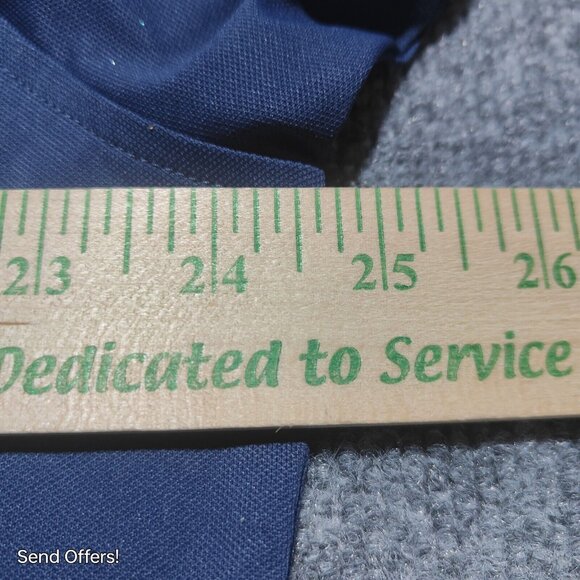 23 24 25 26
Dedicated to Service
Send Offers!